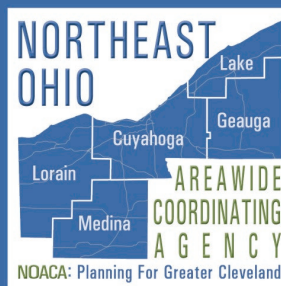 NORTHEAST
OHIO
Lake
Geauga
Cuyahoga
Lorain
Medina
AREAWIDE
COORDINATING
AGENCY
NOACA: Planning For Greater Cleveland